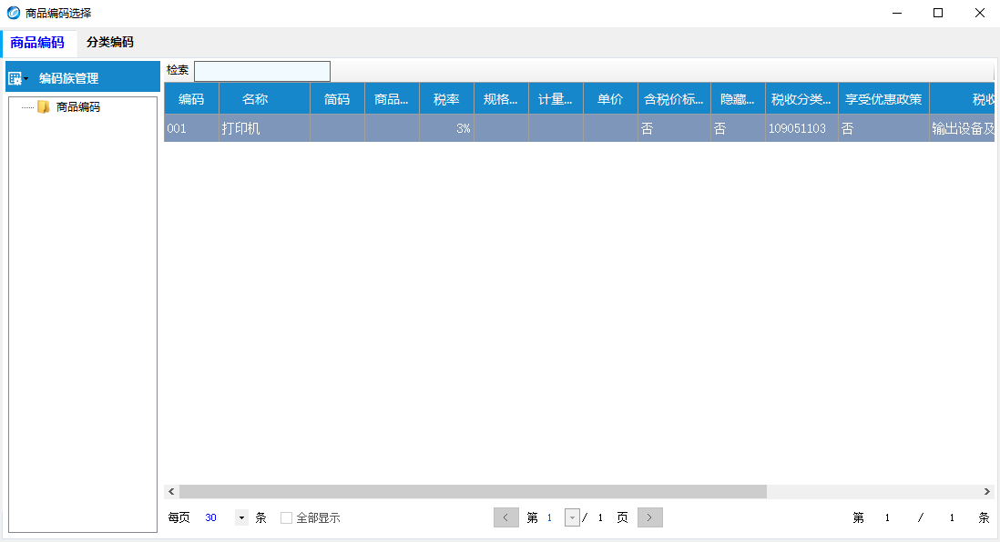 商品编码选择
商品编码 分类编码
编码族管理 检索
商品编码
编码 名称 简码 商品... 税率 规格... 计量... 单价 含税价标... 隐藏... 税收分类... 享受优惠政策 税收
001 打印机 3% 否 否 109051103 否 输出设备及
每页 30 条 全部显示 < 第 1 / 1 页 > 第 1 / 1 条